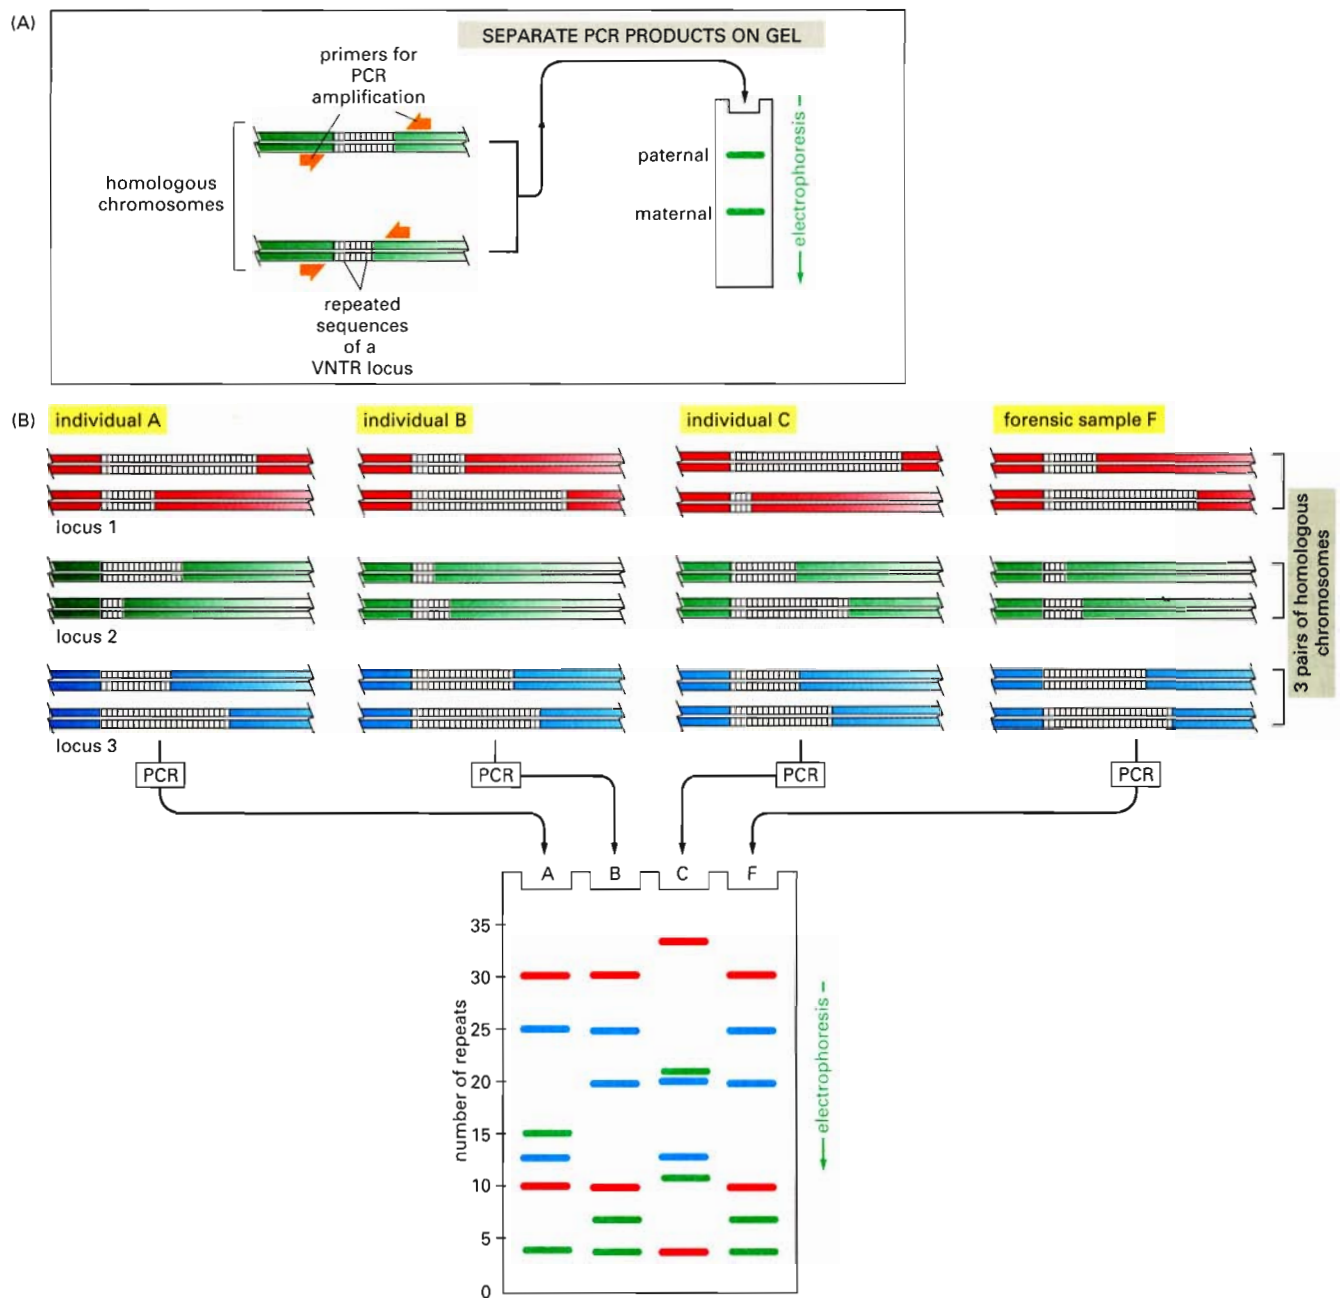 (A)
SEPARATE PCR PRODUCTS ON GEL
primers for
PCR
amplification
homologous
chromosomes
repeated
sequences
of a
VNTR locus
paternal
maternal
electrophoresis
(B)
individual A
individual B
individual C
forensic sample F
locus 1
locus 2
locus 3
3 pairs of homologous
chromosomes
PCR
PCR
PCR
PCR
A
B
C
F
number of repeats
35
30
25
20
15
10
5
0
electrophoresis